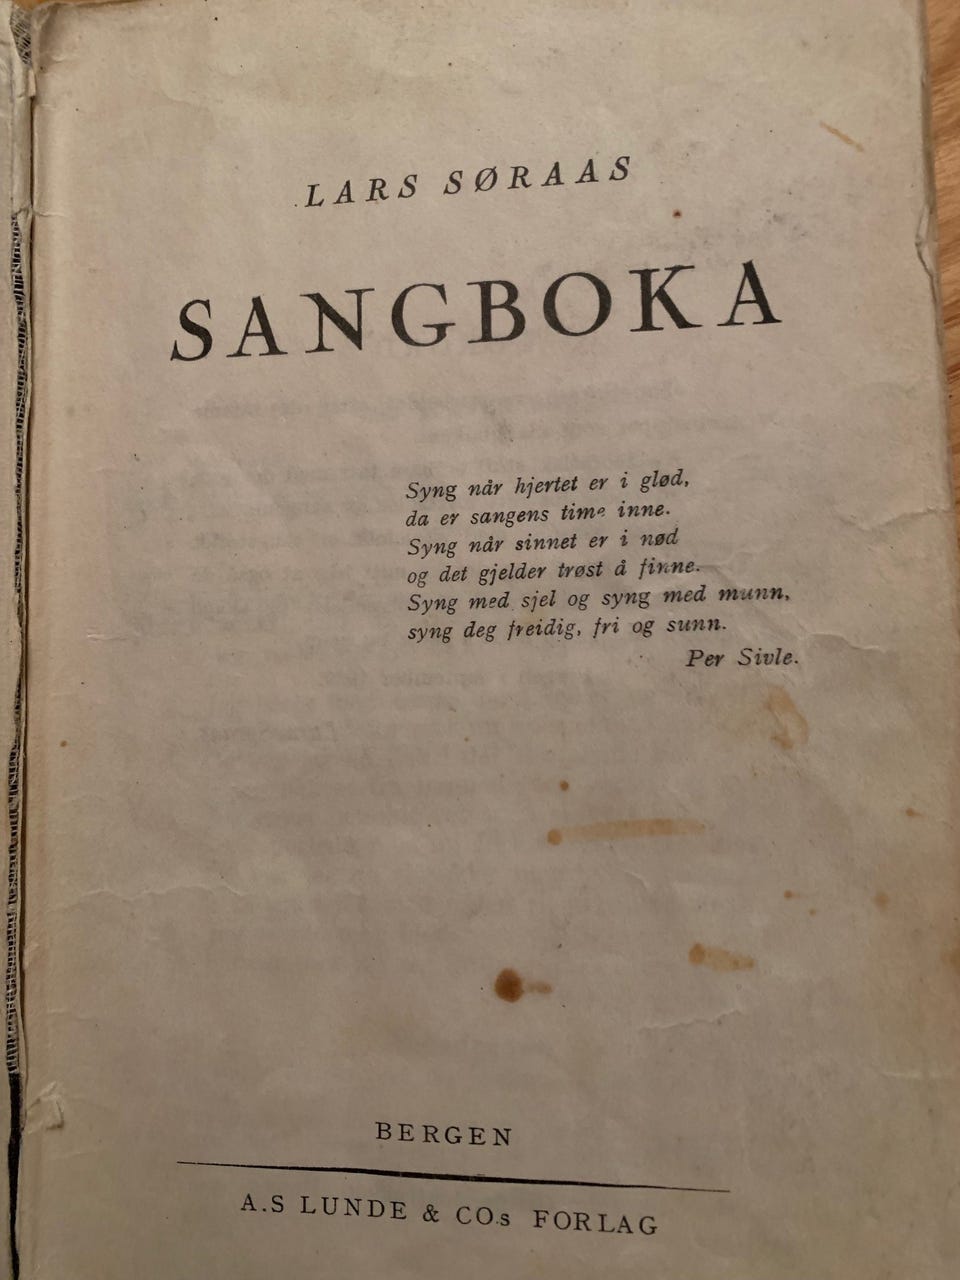 LARS SØRAAS
SANGBOKA
Syng når hjertet er i glød,
da er sangens time inne.
Syng når sinnet er i nød
og det gjelder trøst å finne.
Syng med sjel og syng med munn,
syng deg freidig, fri og sunn.
Per Sivle.
BERGEN
A.S LUNDE & CO.s FORLAG